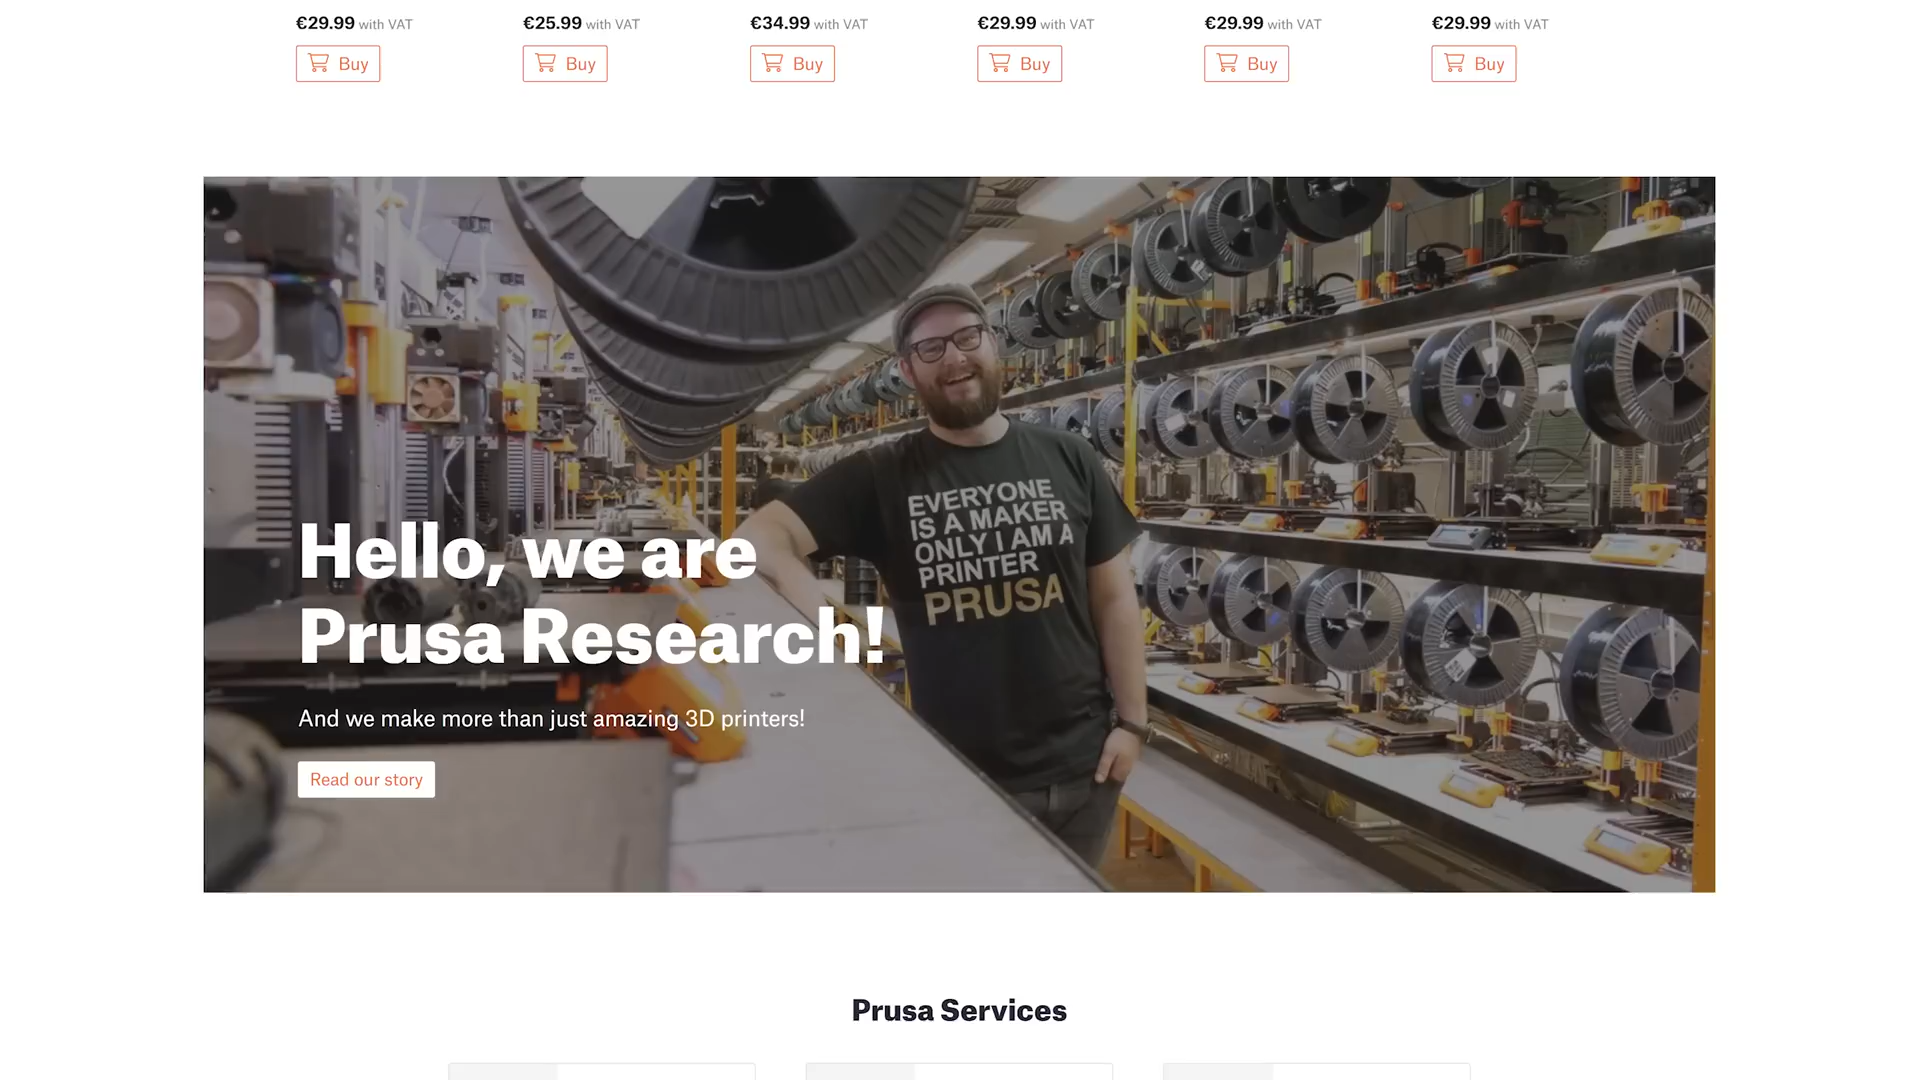 €29.99 with VAT
€25.99 with VAT
€34.99 with VAT
€29.99 with VAT
€29.99 with VAT
€29.99 with VAT
Buy
Buy
Buy
Buy
Buy
Buy
EVERYONE
IS A MAKER
ONLY I AM A
PRINTER
PRUSA
Hello, we are
Prusa Research!
And we make more than just amazing 3D printers!
Read our story
Prusa Services